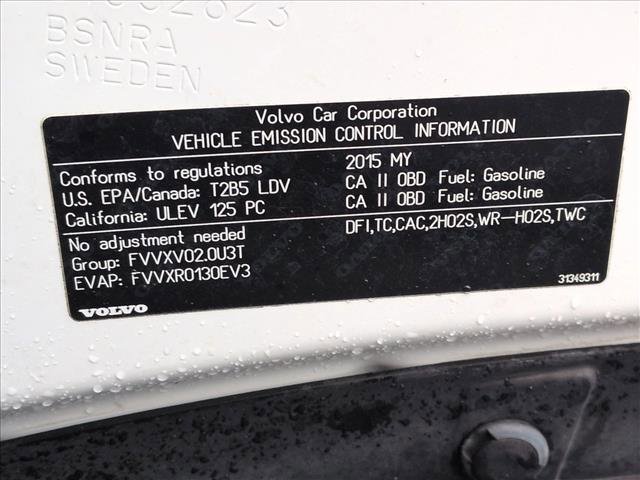 BSNRA
SWEDEN
Volvo Car Corporation
VEHICLE EMISSION CONTROL INFORMATION
Conforms to regulations 2015 MY
U.S. EPA/Canada: T2B5 LDV CA II OBD Fuel: Gasoline
California: ULEV 125 PC CA II OBD Fuel: Gasoline
No adjustment needed DFI,TC,CAC,2HO2S,WR-HO2S,TWC
Group: FVVXV02.0U3T
EVAP: FVVXR0130EV3
31349311
VOLVO